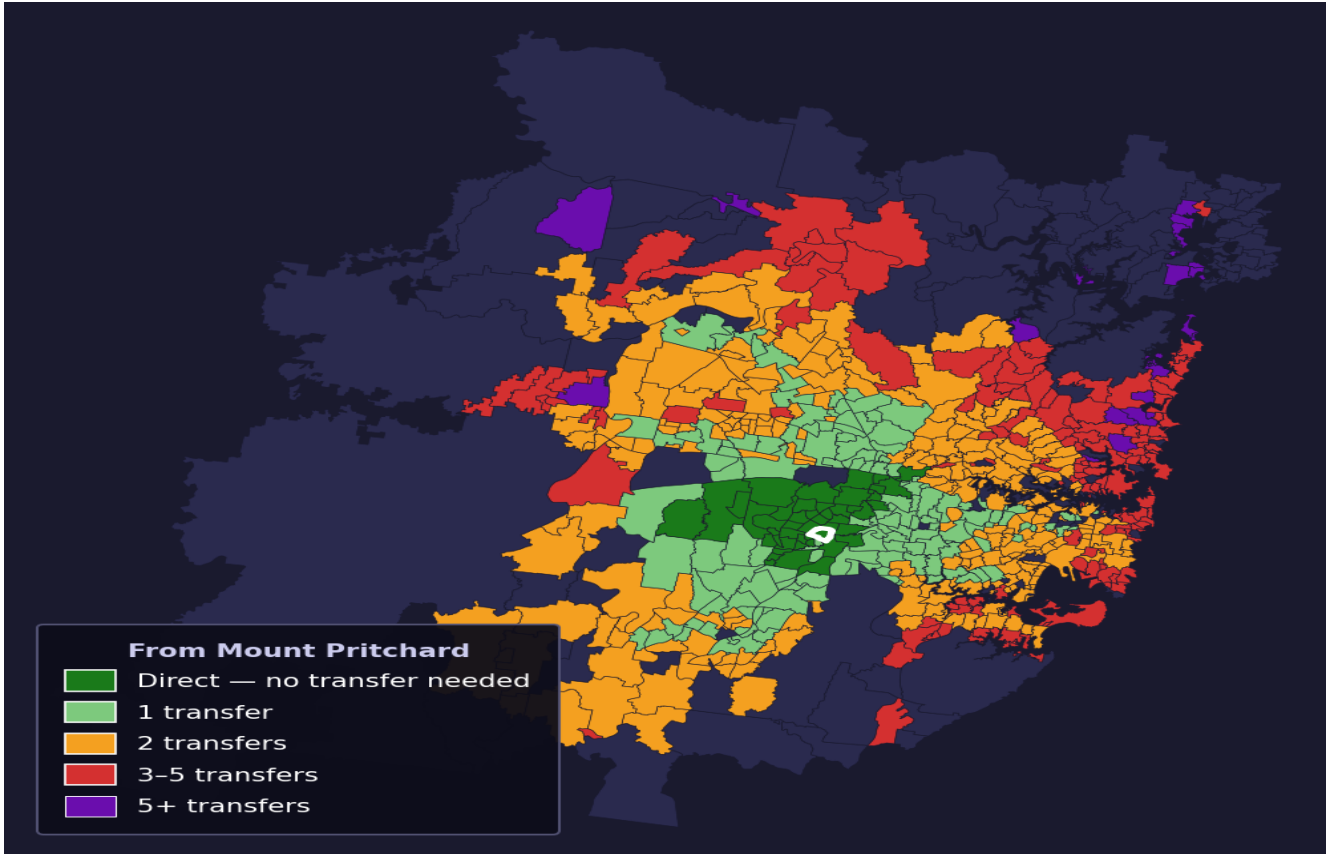 From Mount Pritchard
Direct — no transfer needed
1 transfer
2 transfers
3–5 transfers
5+ transfers